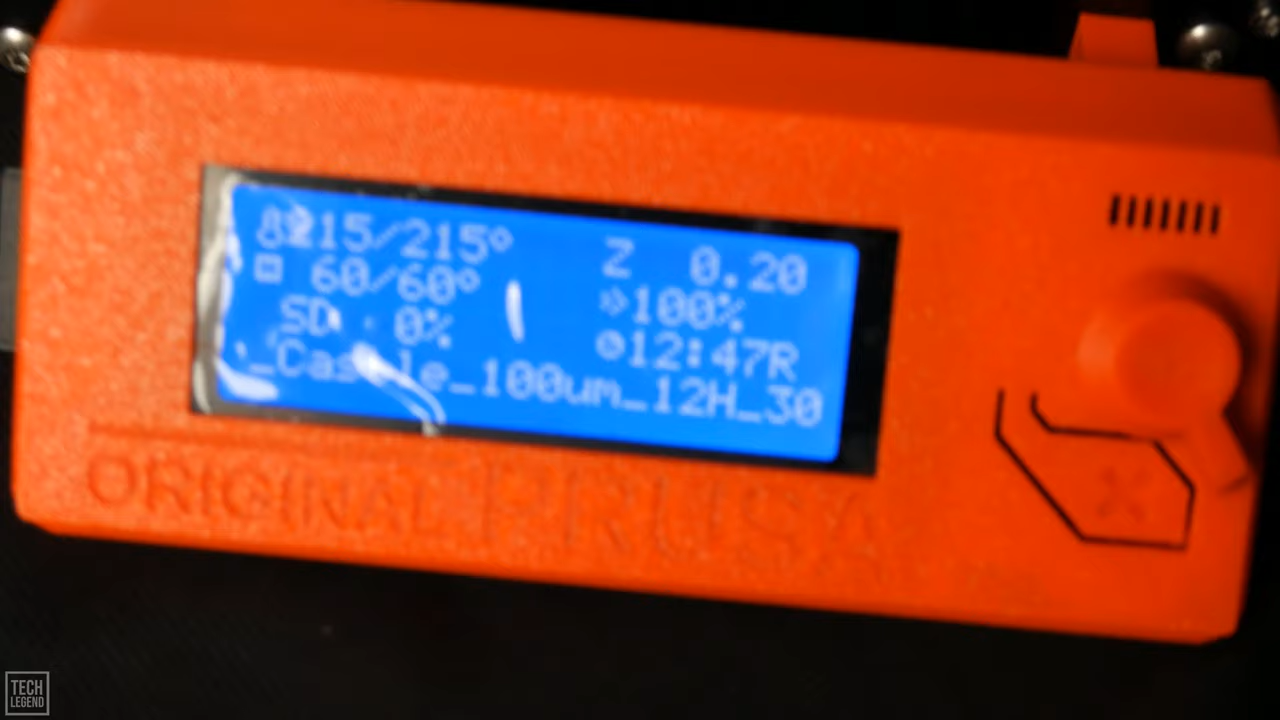 215/215° Z 0.20
60/60° 100%
SD 0% 12:47R
_Castle_100um_12H_30
ORIGINAL PRUSA
TECH
LEGEND